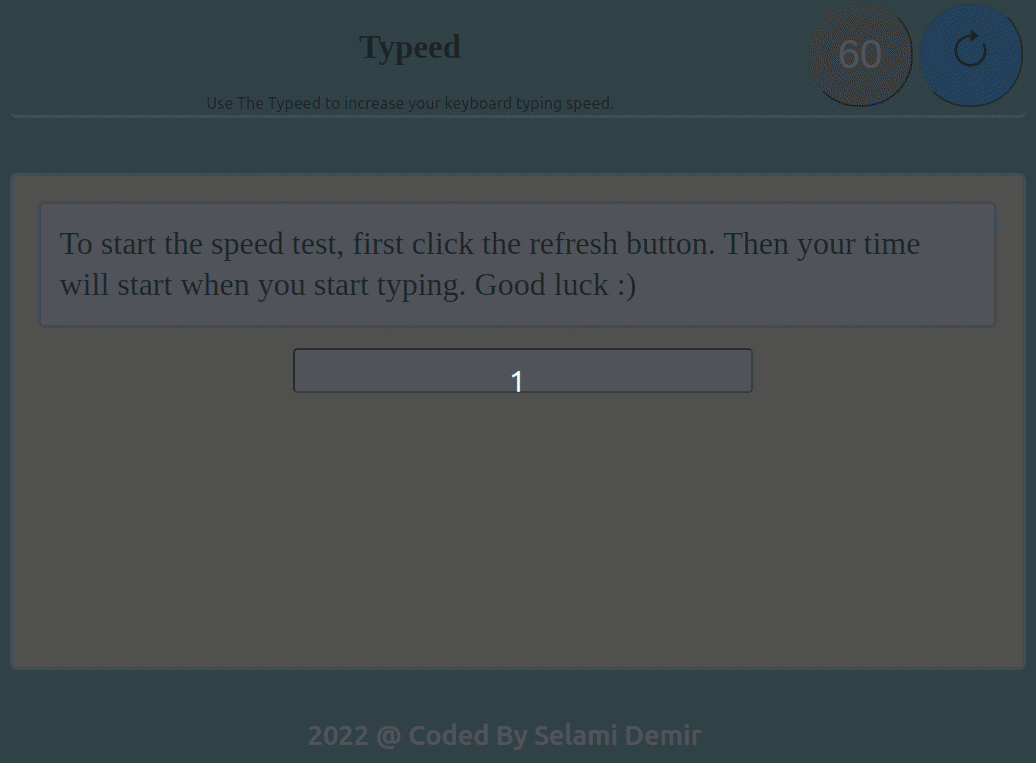 Typeed
60
Use The Typeed to increase your keyboard typing speed.
To start the speed test, first click the refresh button. Then your time
will start when you start typing. Good luck :)
1
2022 @ Coded By Selami Demir